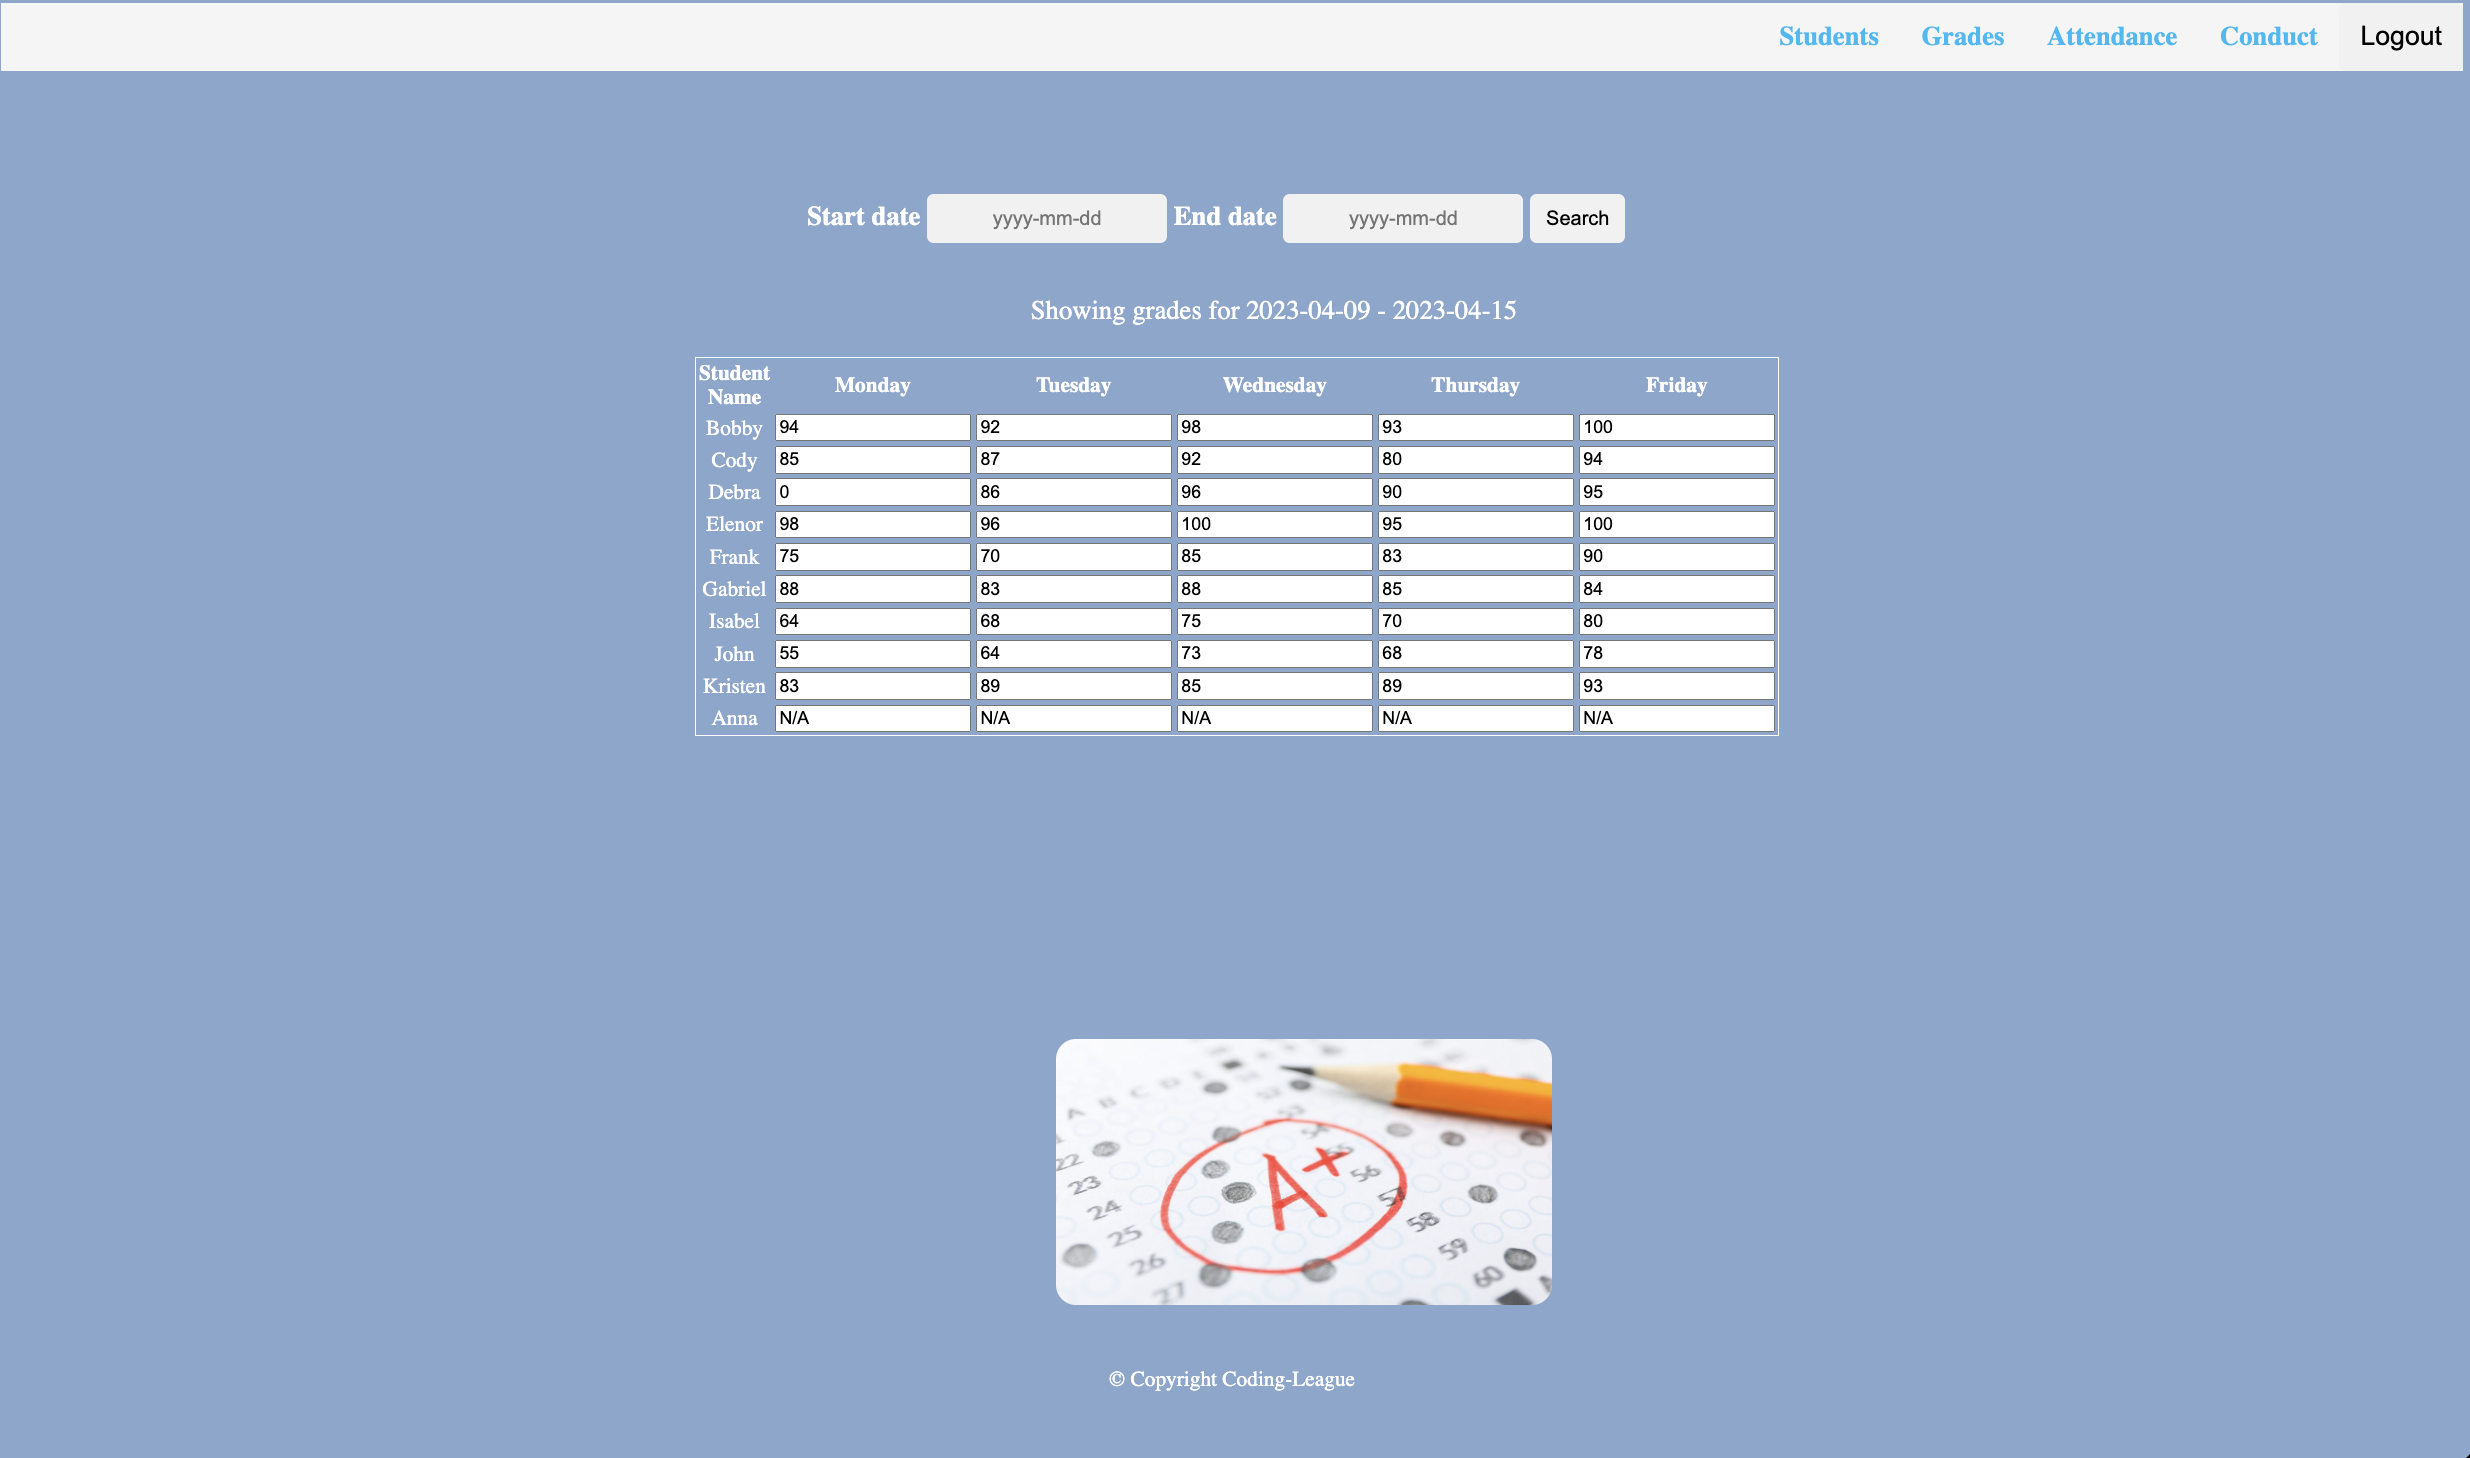 Students Grades Attendance Conduct Logout
Start date yyyy-mm-dd End date yyyy-mm-dd Search
Showing grades for 2023-04-09 - 2023-04-15
Student Name Monday Tuesday Wednesday Thursday Friday
Bobby 94 92 98 93 100
Cody 85 87 92 80 94
Debra 0 86 96 90 95
Elenor 98 96 100 95 100
Frank 75 70 85 83 90
Gabriel 88 83 88 85 84
Isabel 64 68 75 70 80
John 55 64 73 68 78
Kristen 83 89 85 89 93
Anna N/A N/A N/A N/A N/A
A B C D E
52
53
54
55
56
57
58
59
60
22
23
24
25
26
27
A+
© Copyright Coding-League